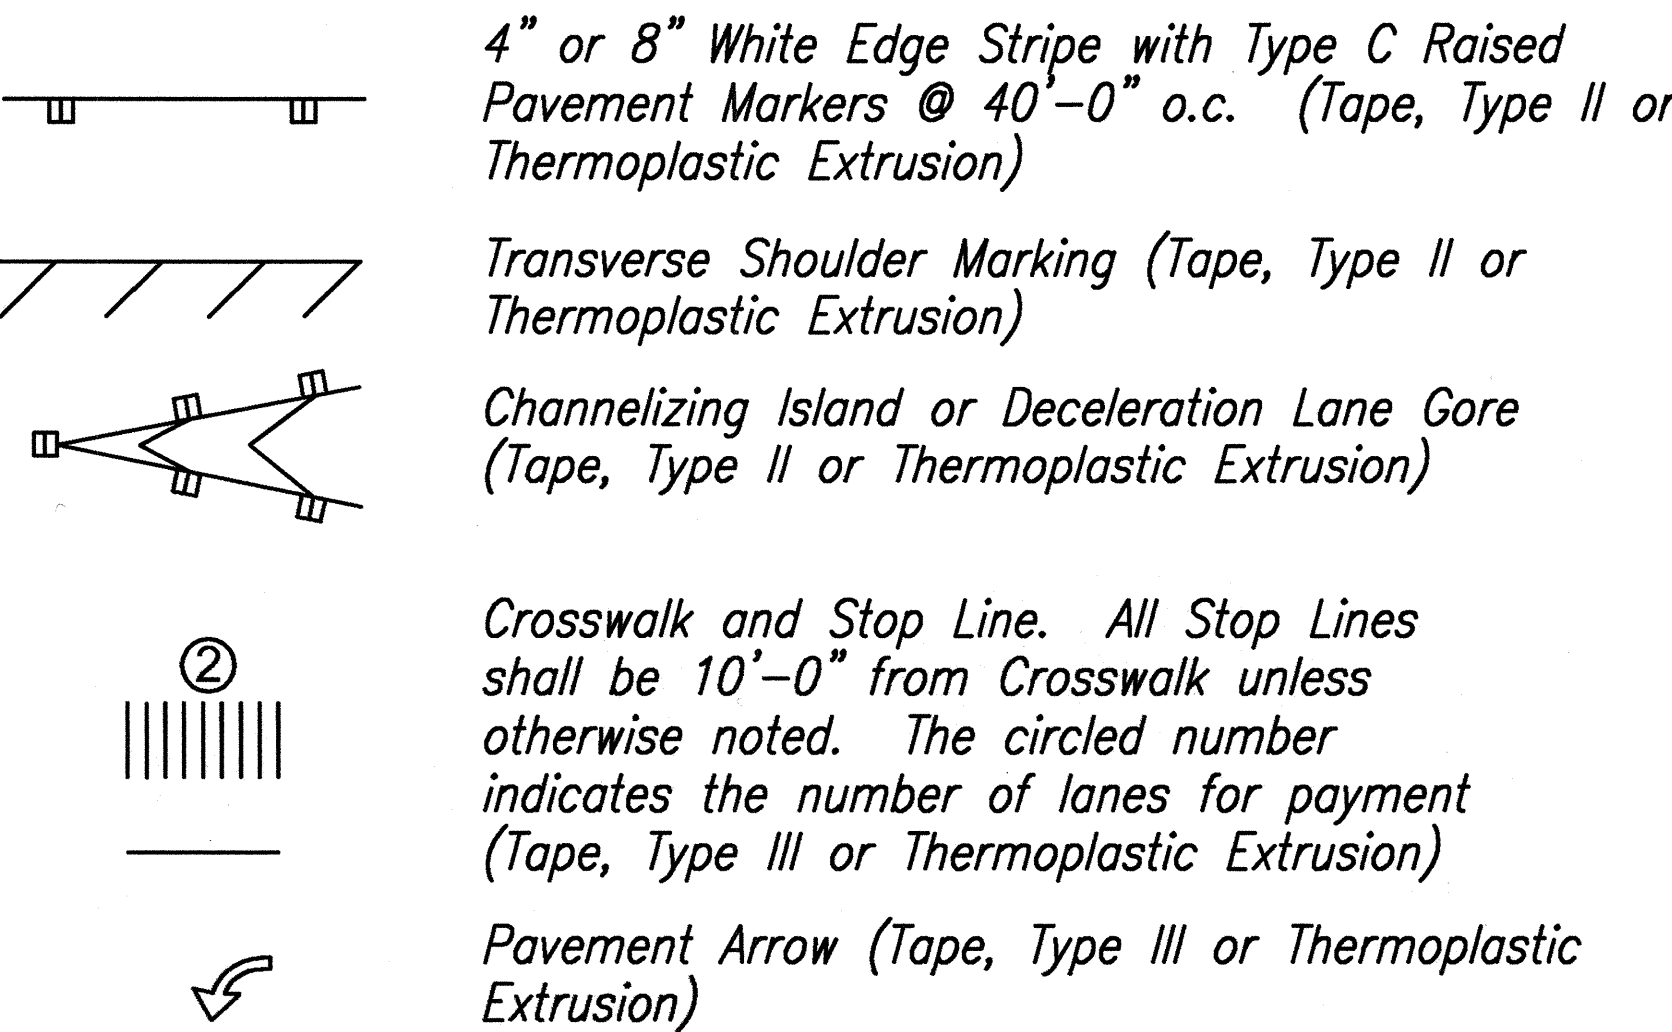 4” or 8” White Edge Stripe with Type C Raised
Pavement Markers @ 40’-0” o.c. (Tape, Type II or
Thermoplastic Extrusion)
Transverse Shoulder Marking (Tape, Type II or
Thermoplastic Extrusion)
Channelizing Island or Deceleration Lane Gore
(Tape, Type II or Thermoplastic Extrusion)
2
Crosswalk and Stop Line. All Stop Lines
shall be 10’-0” from Crosswalk unless
otherwise noted. The circled number
indicates the number of lanes for payment
(Tape, Type III or Thermoplastic Extrusion)
Pavement Arrow (Tape, Type III or Thermoplastic
Extrusion)